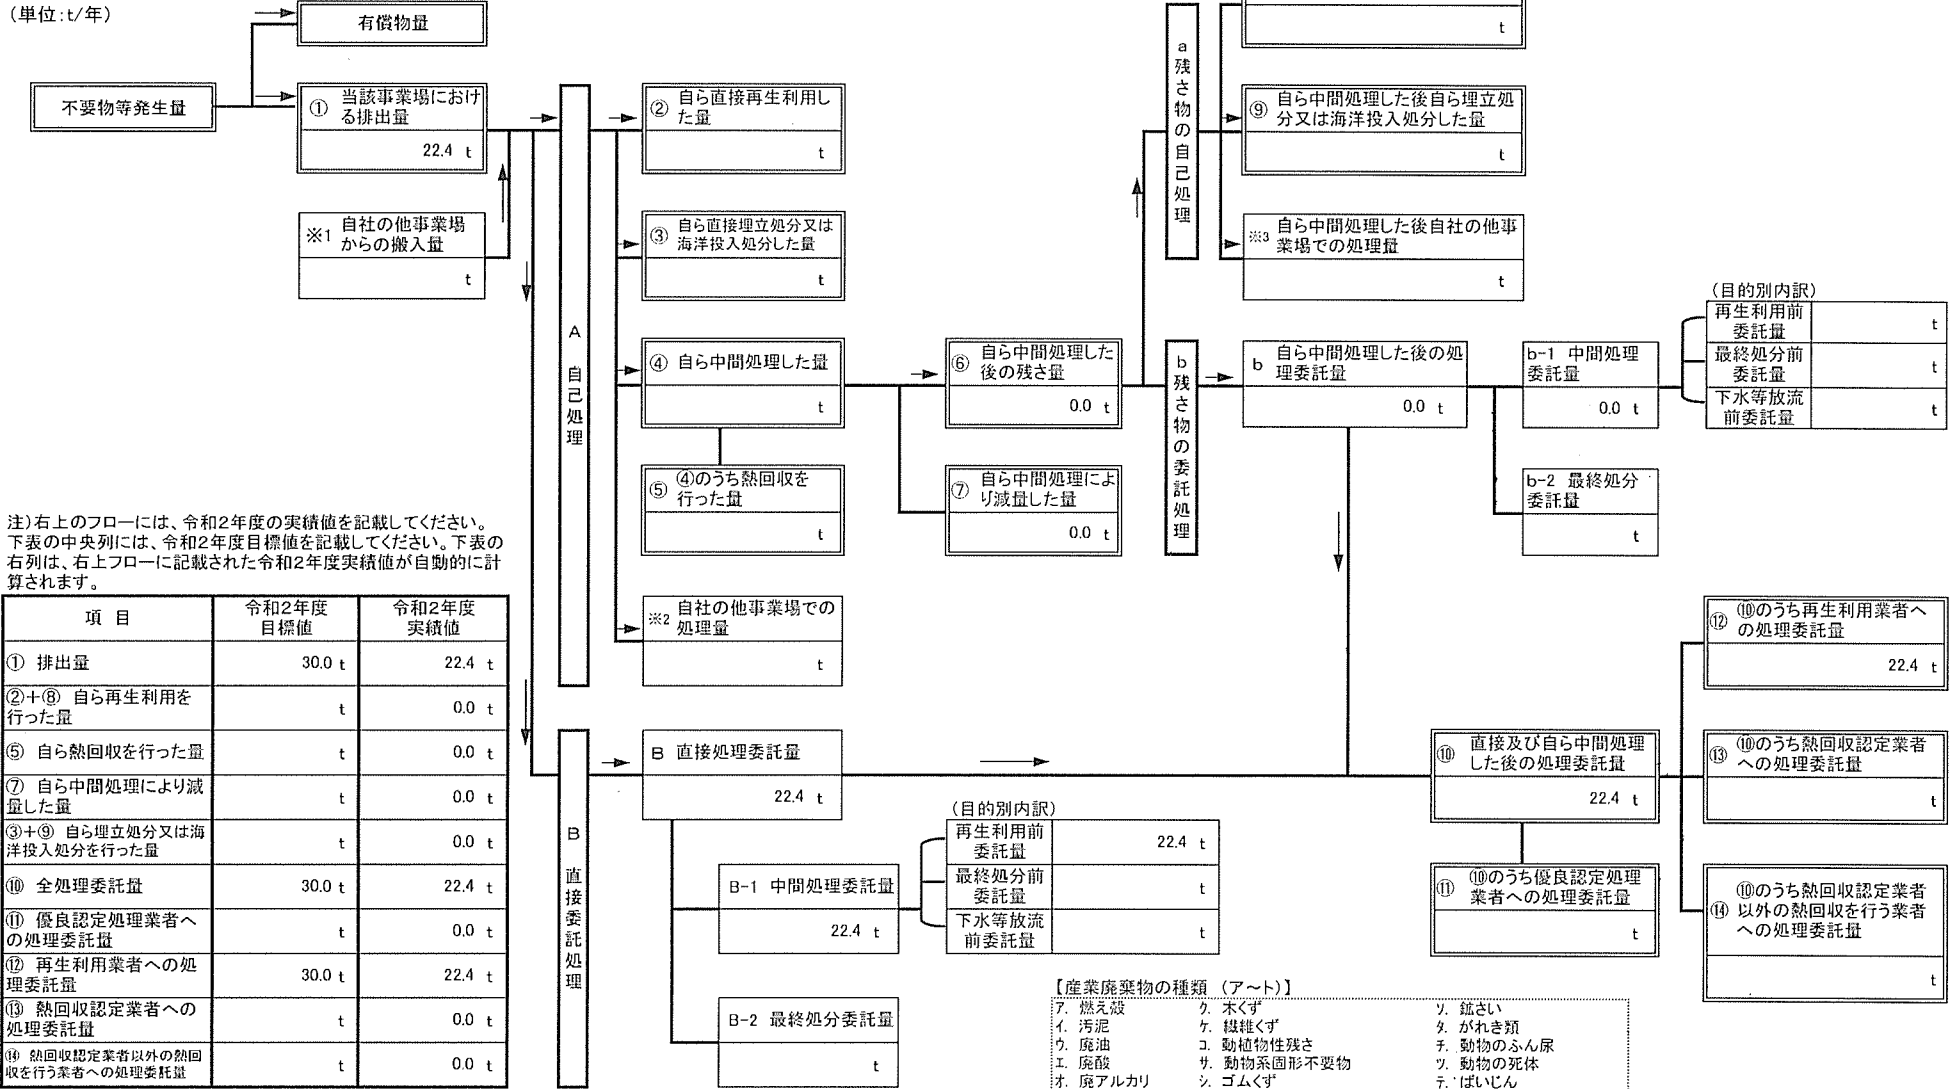 (単位:t/年)
有償物量
不要物等発生量
① 当該事業場におけ
る排出量
22.4 t
※1 自社の他事業場
からの搬入量
t
A 自己処理
② 自ら直接再生利用し
た量
t
③ 自ら直接埋立処分又は
海洋投入処分した量
t
④ 自ら中間処理した量
t
⑤ ④のうち熱回収を
行った量
t
※2 自社の他事業場での
処理量
t
⑥ 自ら中間処理した
後の残さ量
0.0 t
⑦ 自ら中間処理によ
り減量した量
0.0 t
a 残さ物の自己処理
t
⑨ 自ら中間処理した後自ら埋立処
分又は海洋投入処分した量
t
※3 自ら中間処理した後自社の他事
業場での処理量
t
b 残さ物の委託処理
b 自ら中間処理した後の処
理委託量
0.0 t
b-1 中間処理
委託量
0.0 t
(目的別内訳)
再生利用前
委託量 t
最終処分前
委託量 t
下水等放流
前委託量 t
b-2 最終処分
委託量
t
注)右上のフローには、令和2年度の実績値を記載してください。
下表の中央列には、令和2年度目標値を記載してください。下表の
右列は、右上フローに記載された令和2年度実績値が自動的に計
算されます。
項 目 令和2年度 目標値 令和2年度 実績値
① 排出量 30.0 t 22.4 t
②+⑧ 自ら再生利用を
行った量 t 0.0 t
⑤ 自ら熱回収を行った量 t 0.0 t
⑦ 自ら中間処理により減
量した量 t 0.0 t
③+⑨ 自ら埋立処分又は海
洋投入処分を行った量 t 0.0 t
⑩ 全処理委託量 30.0 t 22.4 t
⑪ 優良認定処理業者へ
の処理委託量 t 0.0 t
⑫ 再生利用業者への処
理委託量 30.0 t 22.4 t
⑬ 熱回収認定業者への
処理委託量 t 0.0 t
⑭ 熱回収認定業者以外の熱回
収を行う業者への処理委託量 t 0.0 t
B 直接委託処理
B 直接処理委託量
22.4 t
B-1 中間処理委託量
22.4 t
(目的別内訳)
再生利用前
委託量 22.4 t
最終処分前
委託量 t
下水等放流
前委託量 t
B-2 最終処分委託量
t
⑩ 直接及び自ら中間処理
した後の処理委託量
22.4 t
⑪ ⑩のうち優良認定処理
業者への処理委託量
t
⑫ ⑩のうち再生利用業者へ
の処理委託量
22.4 t
⑬ ⑩のうち熱回収認定業者
への処理委託量
t
⑭ ⑩のうち熱回収認定業者
以外の熱回収を行う業者
への処理委託量
t
【産業廃棄物の種類 (ア～ト)】
ア. 燃え殻 ク. 木くず ソ. 鉱さい
イ. 汚泥 ケ. 繊維くず タ. がれき類
ウ. 廃油 コ. 動植物性残さ チ. 動物のふん尿
エ. 廃酸 サ. 動物系固形不要物 ツ. 動物の死体
オ. 廃アルカリ シ. ゴムくず テ. ばいじん